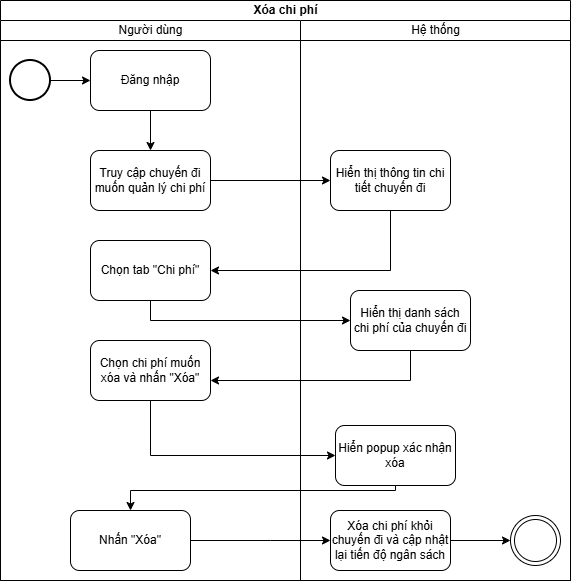 Xóa chi phí
Người dùng
Hệ thống
Đăng nhập
Truy cập chuyến đi
muốn quản lý chi phí
Hiển thị thông tin chi
tiết chuyến đi
Chọn tab "Chi phí"
Hiển thị danh sách
chi phí của chuyến đi
Chọn chi phí muốn
xóa và nhấn "Xóa"
Hiển popup xác nhận
xóa
Nhấn "Xóa"
Xóa chi phí khỏi
chuyến đi và cập nhật
lại tiến độ ngân sách